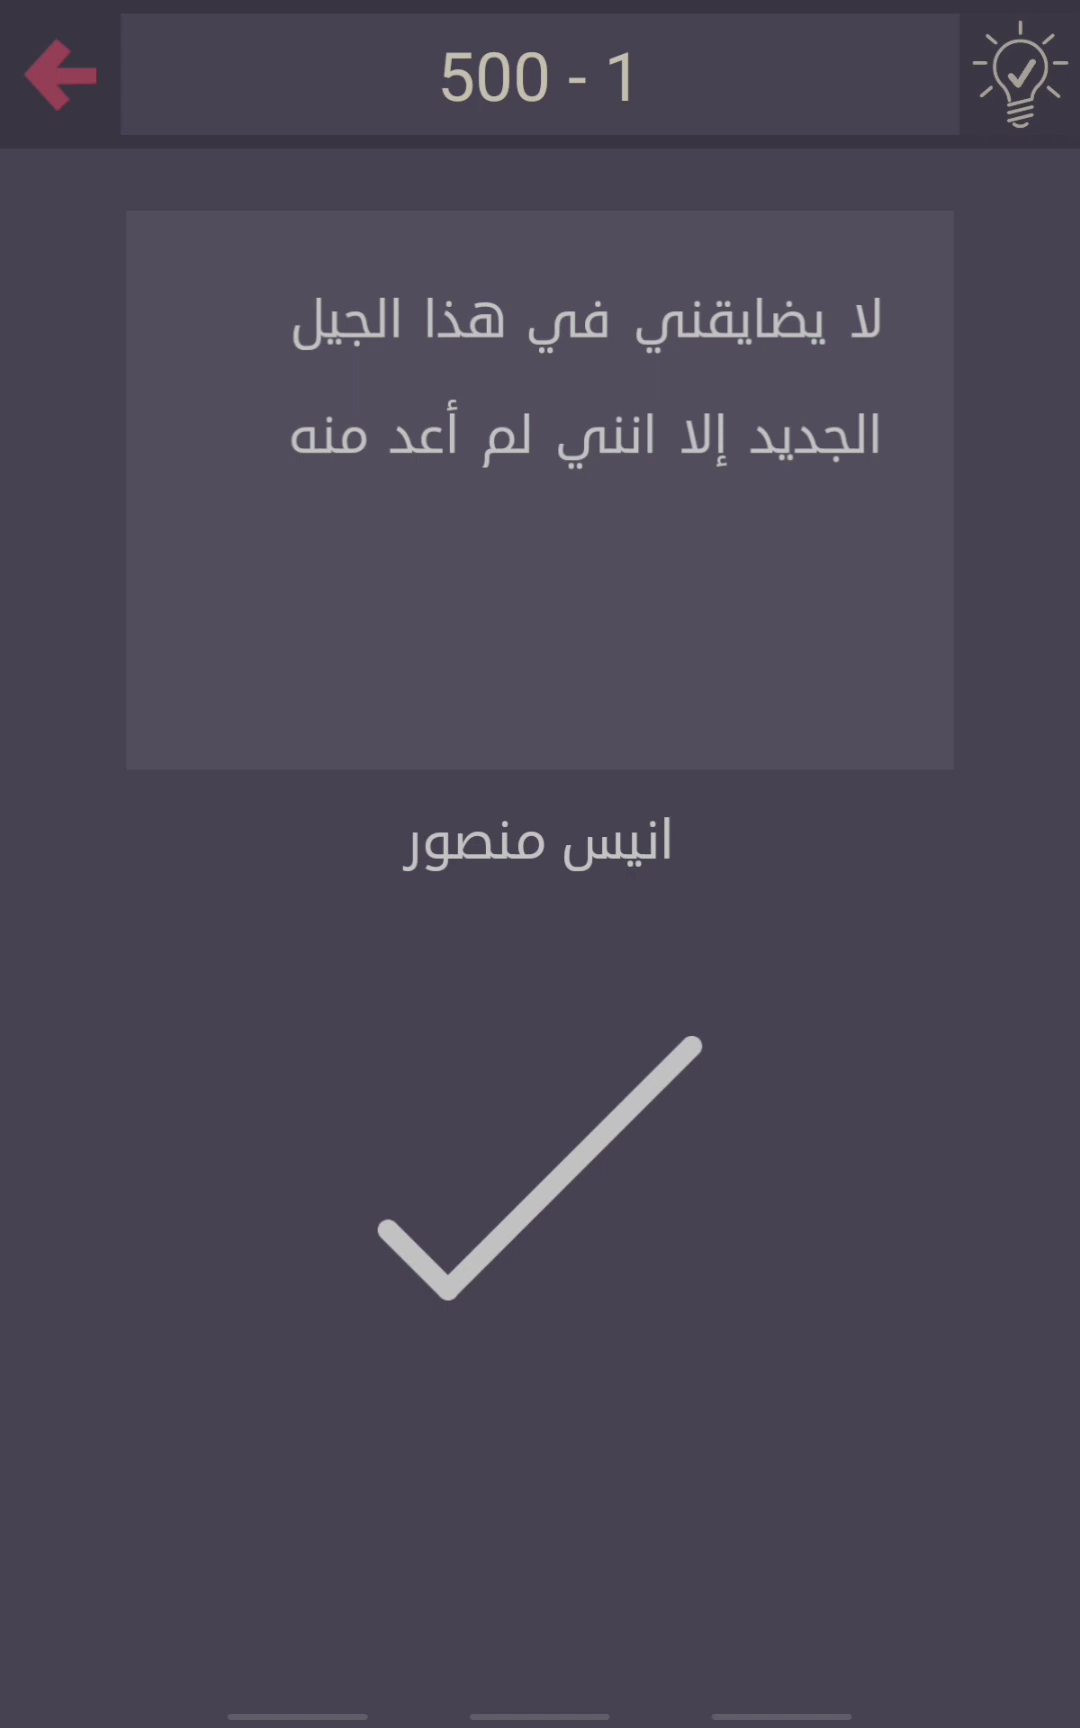 500 - 1
لا يضايقني في هذا الجيل
الجديد إلا انني لم أعد منه
انيس منصور